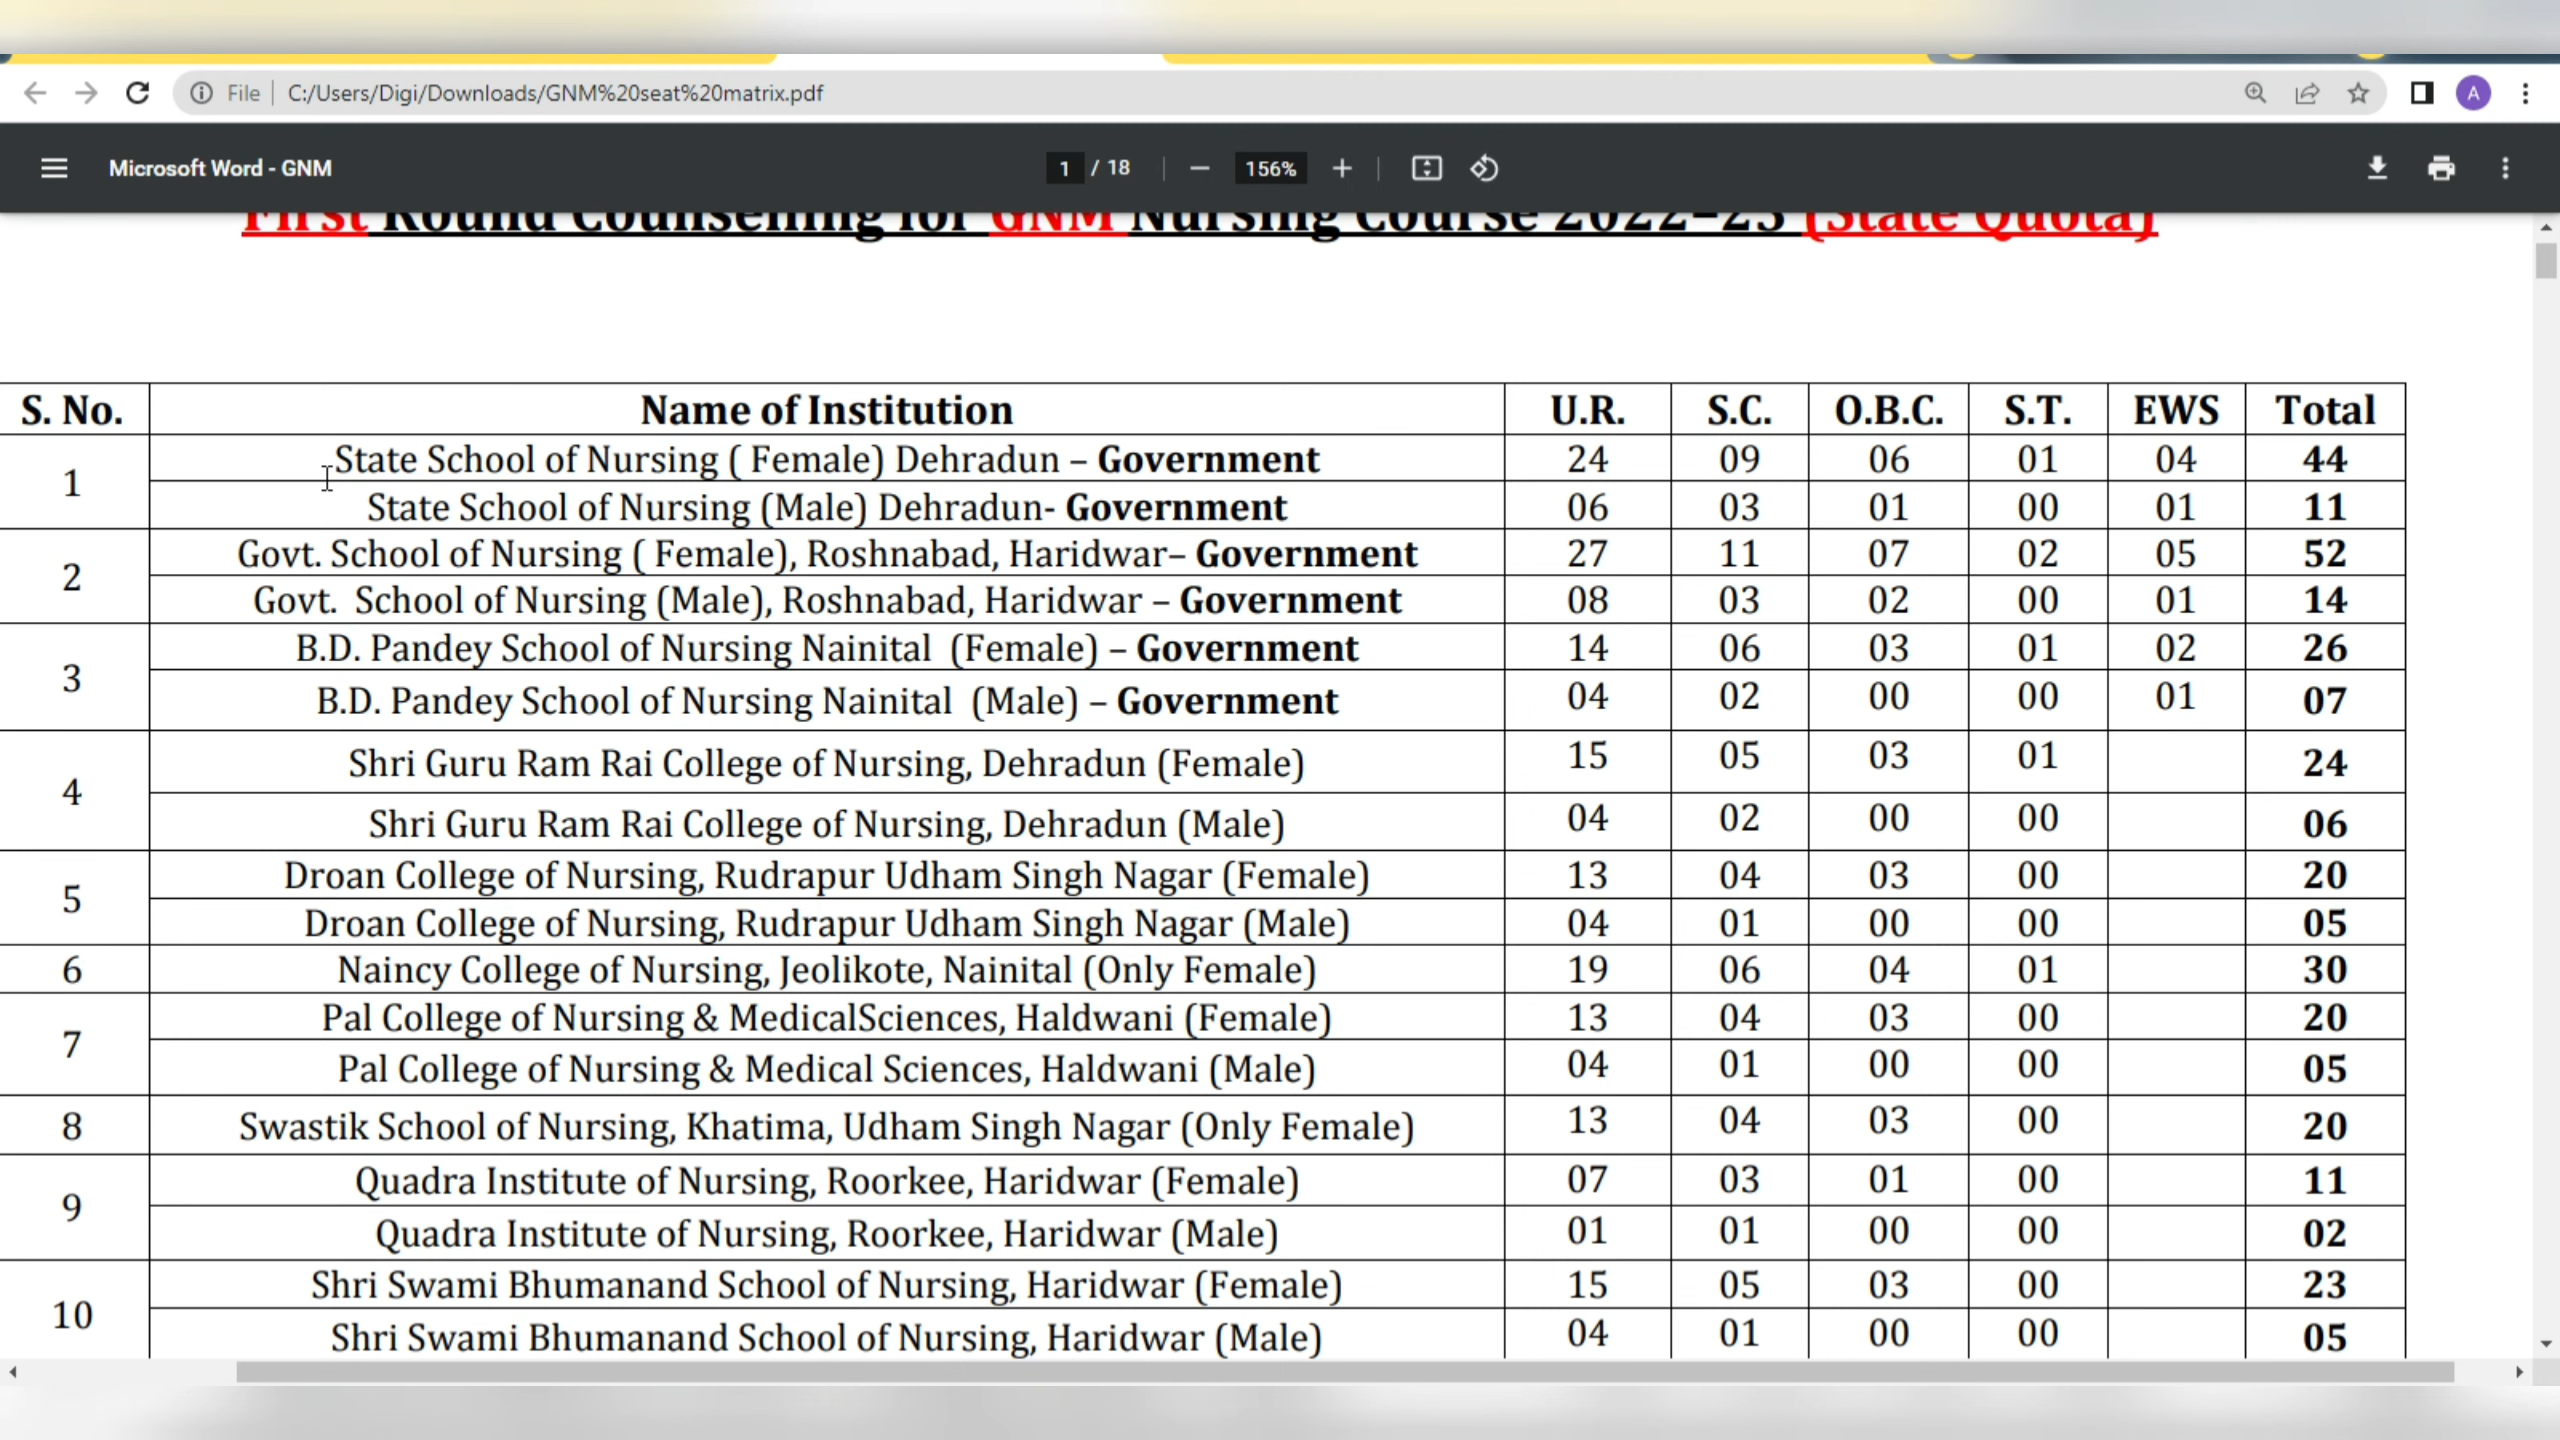 File C:/Users/Digi/Downloads/GNM%20seat%20matrix.pdf A
Microsoft Word - GNM 1 / 18 156%
First Round Counselling for GNM Nursing Course 2022–23 (State Quota)
S. No. Name of Institution U.R. S.C. O.B.C. S.T. EWS Total
1 State School of Nursing ( Female) Dehradun – Government 24 09 06 01 04 44
State School of Nursing (Male) Dehradun- Government 06 03 01 00 01 11
2 Govt. School of Nursing ( Female), Roshnabad, Haridwar– Government 27 11 07 02 05 52
Govt. School of Nursing (Male), Roshnabad, Haridwar – Government 08 03 02 00 01 14
3 B.D. Pandey School of Nursing Nainital (Female) – Government 14 06 03 01 02 26
B.D. Pandey School of Nursing Nainital (Male) – Government 04 02 00 00 01 07
4 Shri Guru Ram Rai College of Nursing, Dehradun (Female) 15 05 03 01 24
Shri Guru Ram Rai College of Nursing, Dehradun (Male) 04 02 00 00 06
5 Droan College of Nursing, Rudrapur Udham Singh Nagar (Female) 13 04 03 00 20
Droan College of Nursing, Rudrapur Udham Singh Nagar (Male) 04 01 00 00 05
6 Naincy College of Nursing, Jeolikote, Nainital (Only Female) 19 06 04 01 30
7 Pal College of Nursing & MedicalSciences, Haldwani (Female) 13 04 03 00 20
Pal College of Nursing & Medical Sciences, Haldwani (Male) 04 01 00 00 05
8 Swastik School of Nursing, Khatima, Udham Singh Nagar (Only Female) 13 04 03 00 20
9 Quadra Institute of Nursing, Roorkee, Haridwar (Female) 07 03 01 00 11
Quadra Institute of Nursing, Roorkee, Haridwar (Male) 01 01 00 00 02
10 Shri Swami Bhumanand School of Nursing, Haridwar (Female) 15 05 03 00 23
Shri Swami Bhumanand School of Nursing, Haridwar (Male) 04 01 00 00 05